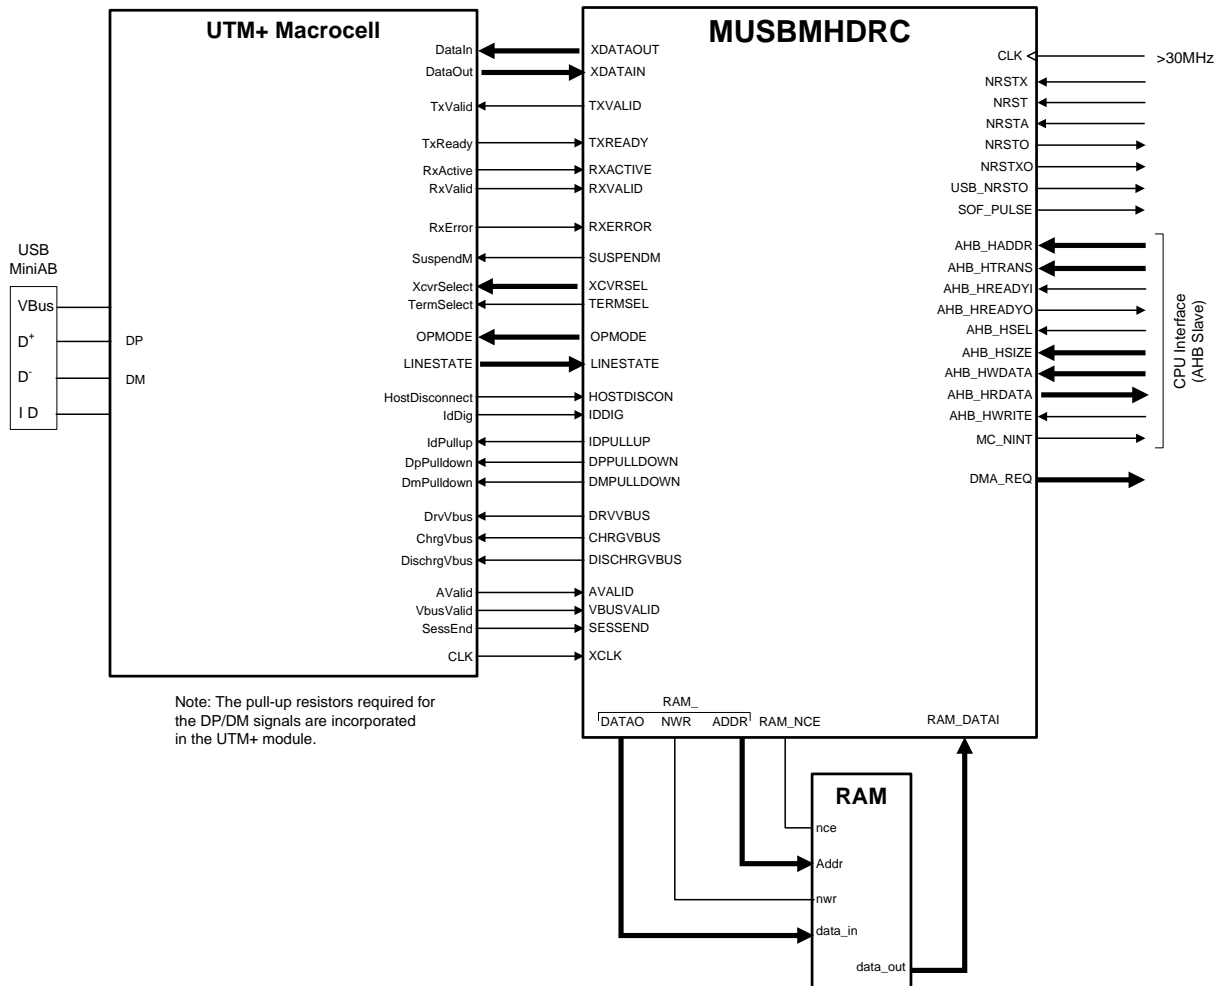 UTM+ Macrocell
MUSBMHDRC
DataIn
XDATAOUT
DataOut
XDATAIN
TxValid
TXVALID
TxReady
TXREADY
RxActive
RXACTIVE
RxValid
RXVALID
RxError
RXERROR
SuspendM
SUSPENDM
XcvrSelect
XCVRSEL
TermSelect
TERMSEL
OPMODE
OPMODE
LINESTATE
LINESTATE
HostDisconnect
HOSTDISCON
IdDig
IDDIG
IdPullup
IDPULLUP
DpPulldown
DPPULLDOWN
DmPulldown
DMPULLDOWN
DrvVbus
DRVVBUS
ChrgVbus
CHRGVBUS
DischrgVbus
DISCHRGVBUS
AValid
AVALID
VbusValid
VBUSVALID
SessEnd
SESSEND
CLK
XCLK
USB
MiniAB
VBus
D+
DP
D-
DM
I D
CLK
>30MHz
NRSTX
NRST
NRSTA
NRSTO
NRSTXO
USB_NRSTO
SOF_PULSE
AHB_HADDR
AHB_HTRANS
AHB_HREADYI
AHB_HREADYO
AHB_HSEL
AHB_HSIZE
AHB_HWDATA
AHB_HRDATA
AHB_HWRITE
MC_NINT
CPU Interface
(AHB Slave)
DMA_REQ
Note: The pull-up resistors required for
the DP/DM signals are incorporated
in the UTM+ module.
RAM_
DATAO NWR ADDR RAM_NCE RAM_DATAI
RAM
nce
Addr
nwr
data_in
data_out